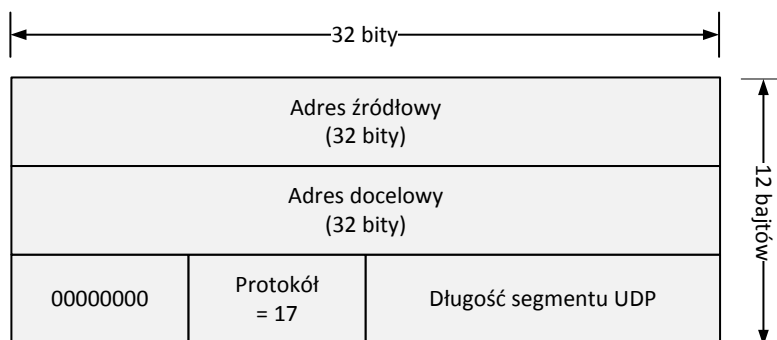 32 bity
Adres źródłowy
(32 bity)
Adres docelowy
(32 bity)
00000000
Protokół
= 17
Długość segmentu UDP
12 bajtów